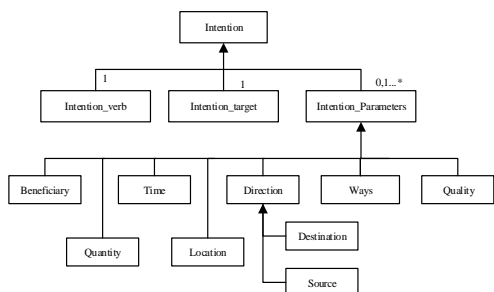 Intention
1
1
0,1...*
Intention_verb
Intention_target
Intention_Parameters
Beneficiary
Time
Direction
Ways
Quality
Destination
Quantity
Location
Source